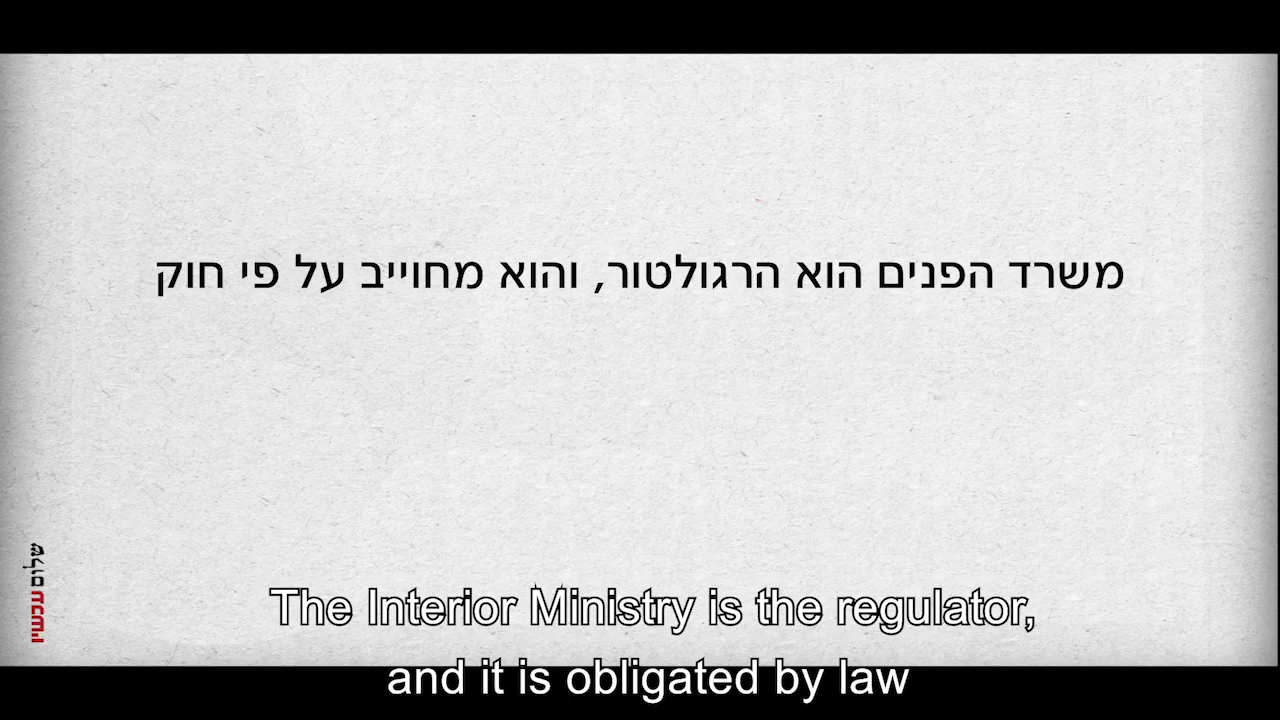 משרד הפנים הוא הרגולטור, והוא מחוייב על פי חוק
שלום עכשיו
The Interior Ministry is the regulator,
and it is obligated by law